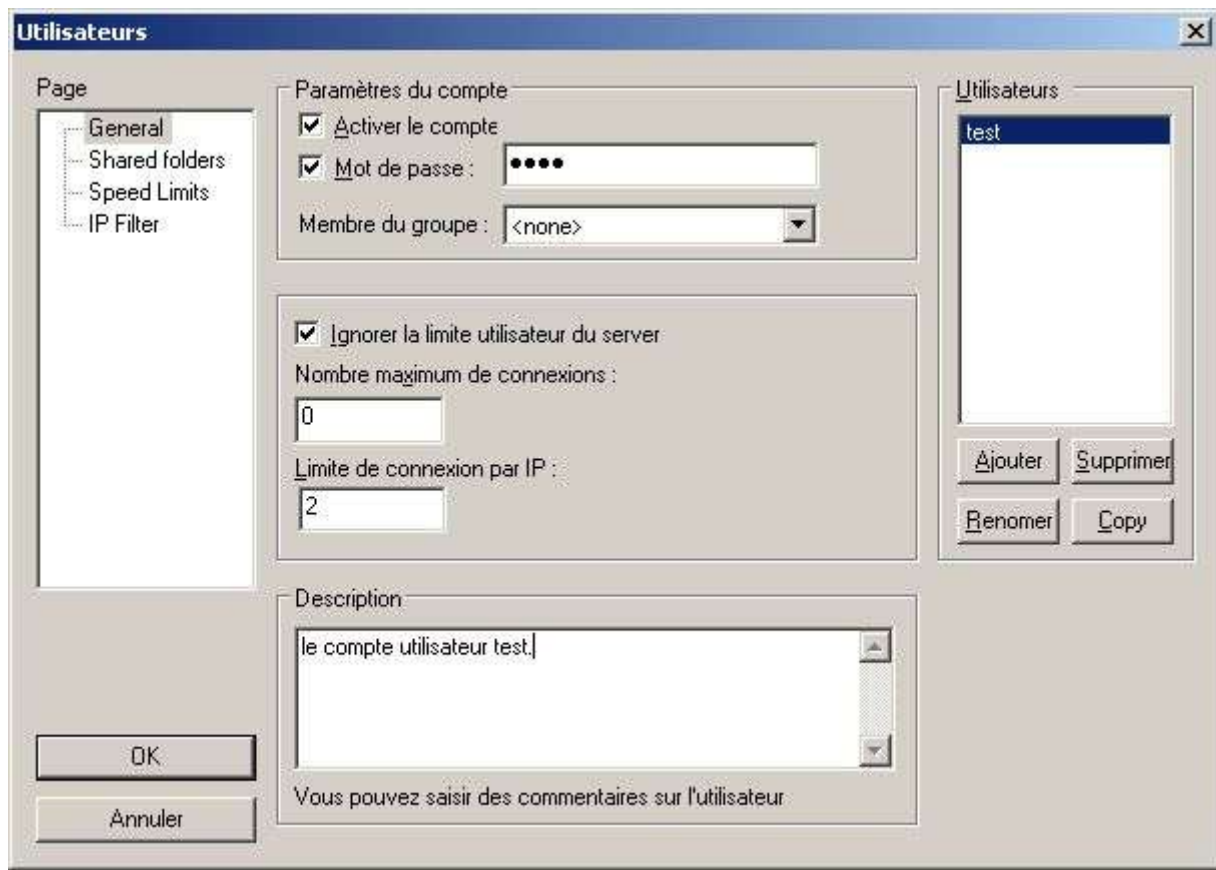 Utilisateurs
Page
General
Shared folders
Speed Limits
IP Filter
OK
Annuler
Paramètres du compte
Activer le compte
Mot de passe : ••••
Membre du groupe : <none>
Ignorer la limite utilisateur du server
Nombre maximum de connexions :
0
Limite de connexion par IP :
2
Description
le compte utilisateur test.
Vous pouvez saisir des commentaires sur l'utilisateur
Utilisateurs
test
Ajouter Supprimer
Renomer Copy